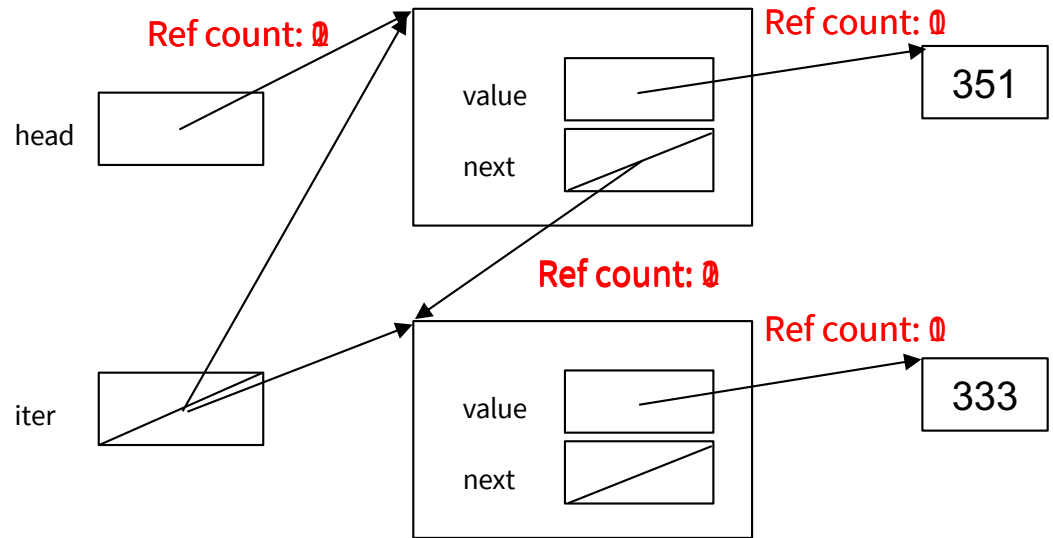 Ref count:
Ref count:
351
value
head
next
Ref count:
Ref count:
333
value
iter
next